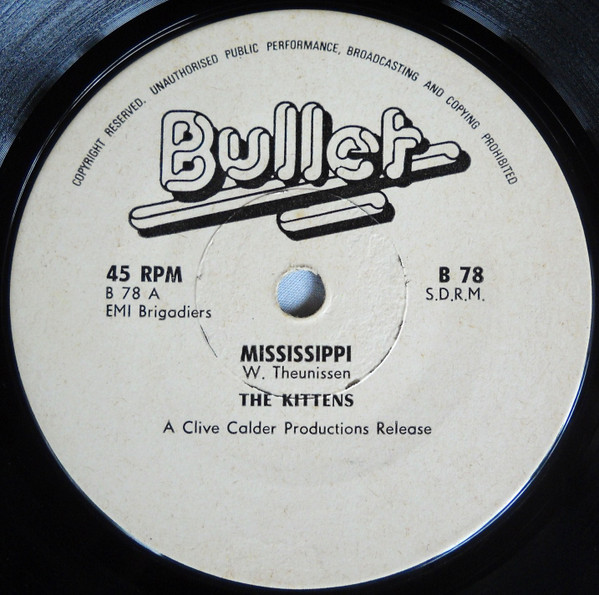 COPYRIGHT RESERVED. UNAUTHORISED PUBLIC PERFORMANCE, BROADCASTING AND COPYING PROHIBITED
Bullet
45 RPM
B 78 A
EMI Brigadiers
B 78
S.D.R.M.
MISSISSIPPI
W. Theunissen
THE KITTENS
A Clive Calder Productions Release